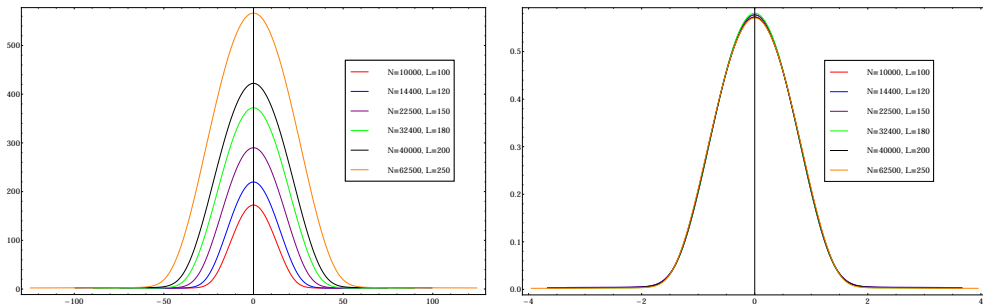 500
400
300
200
100
0
-100
-50
0
50
100
N=10000, L=100
N=14400, L=120
N=22500, L=150
N=32400, L=180
N=40000, L=200
N=62500, L=250
0.5
0.4
0.3
0.2
0.1
0.0
-4
-2
0
2
4
N=10000, L=100
N=14400, L=120
N=22500, L=150
32400, L=180
N=40000, L=200
N=62500, L=250